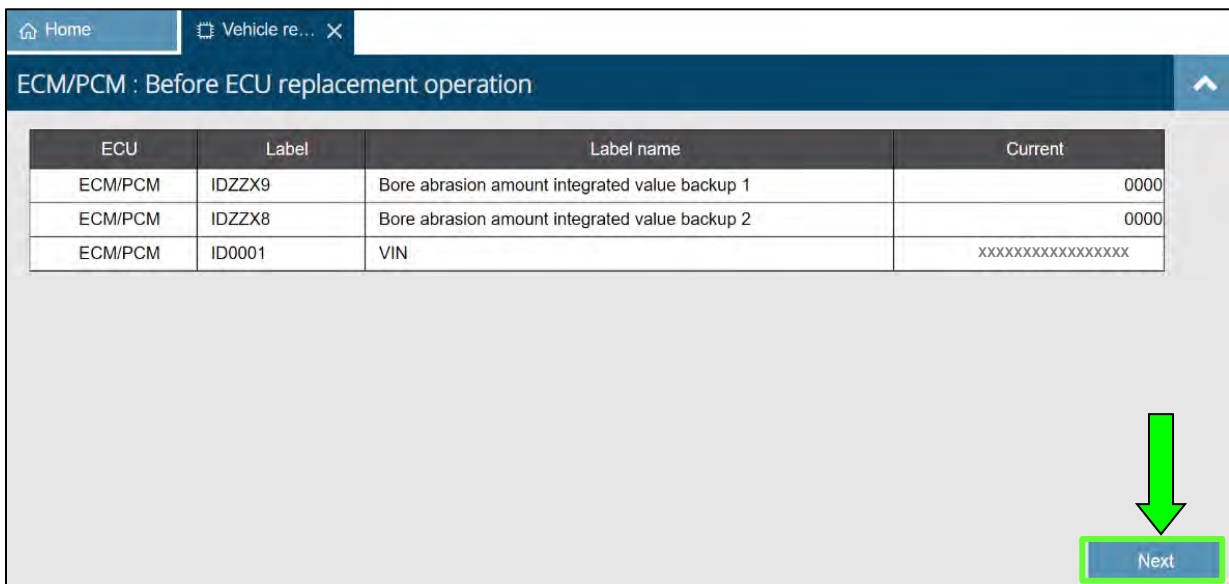 Home Vehicle re... X
ECM/PCM : Before ECU replacement operation
ECU Label Label name Current
ECM/PCM IDZZX9 Bore abrasion amount integrated value backup 1 0000
ECM/PCM IDZZX8 Bore abrasion amount integrated value backup 2 0000
ECM/PCM ID0001 VIN XXXXXXXXXXXXXXXXX
Next